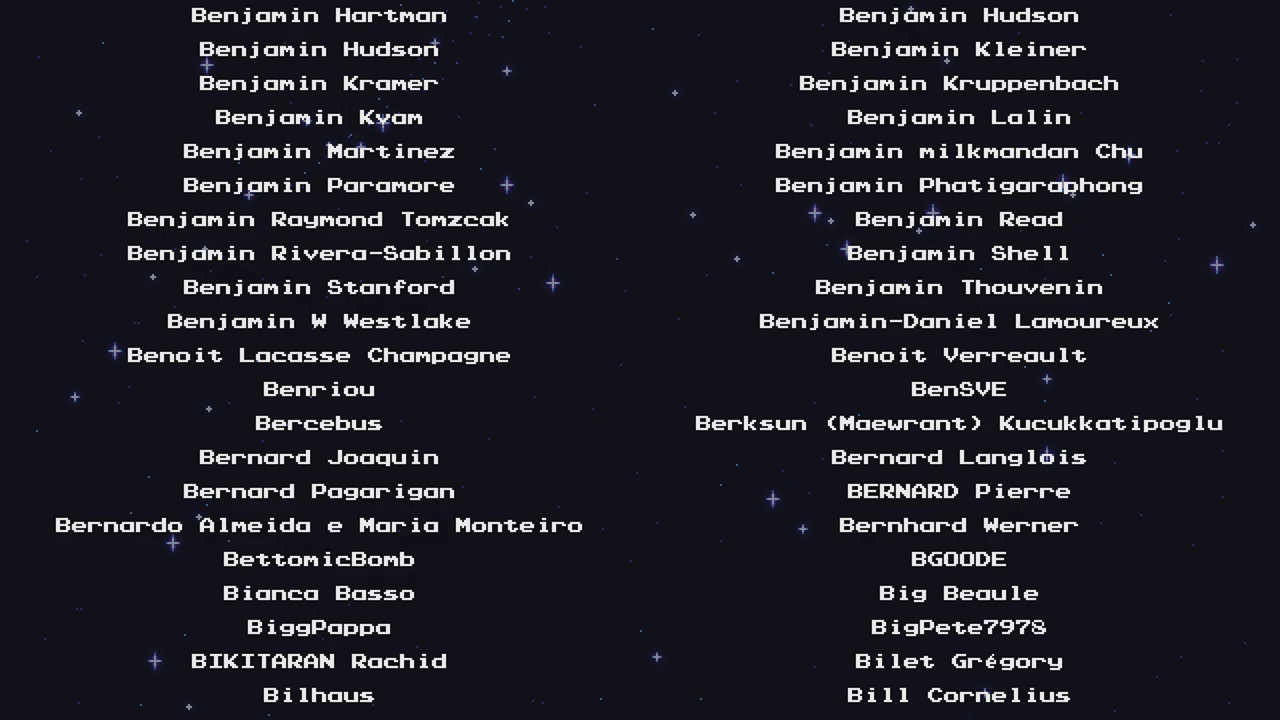 Benjamin Hartman
Benjamin Hudson
Benjamin Hudson
Benjamin Kleiner
Benjamin Kramer
Benjamin Kruppenbach
Benjamin Kvam
Benjamin Lalin
Benjamin Martinez
Benjamin milkmandan Chu
Benjamin Paramore
Benjamin Phatigaraphong
Benjamin Raymond Tomzcak
Benjamin Read
Benjamin Rivera-Sabillon
Benjamin Shell
Benjamin Stanford
Benjamin Thouvenin
Benjamin W Westlake
Benjamin-Daniel Lamoureux
Benoit Lacasse Champagne
Benoit Verreault
Benriou
BenSVE
Bercebus
Berksun (Maewrant) Kucukkatipoglu
Bernard Joaquin
Bernard Langlois
Bernard Pagarigan
BERNARD Pierre
Bernardo Almeida e Maria Monteiro
Bernhard Werner
BettomicBomb
BGOODE
Bianca Basso
Big Beaule
BiggPappa
BigPete7978
BIKITARAN Rachid
Bilet Grégory
Bilhaus
Bill Cornelius